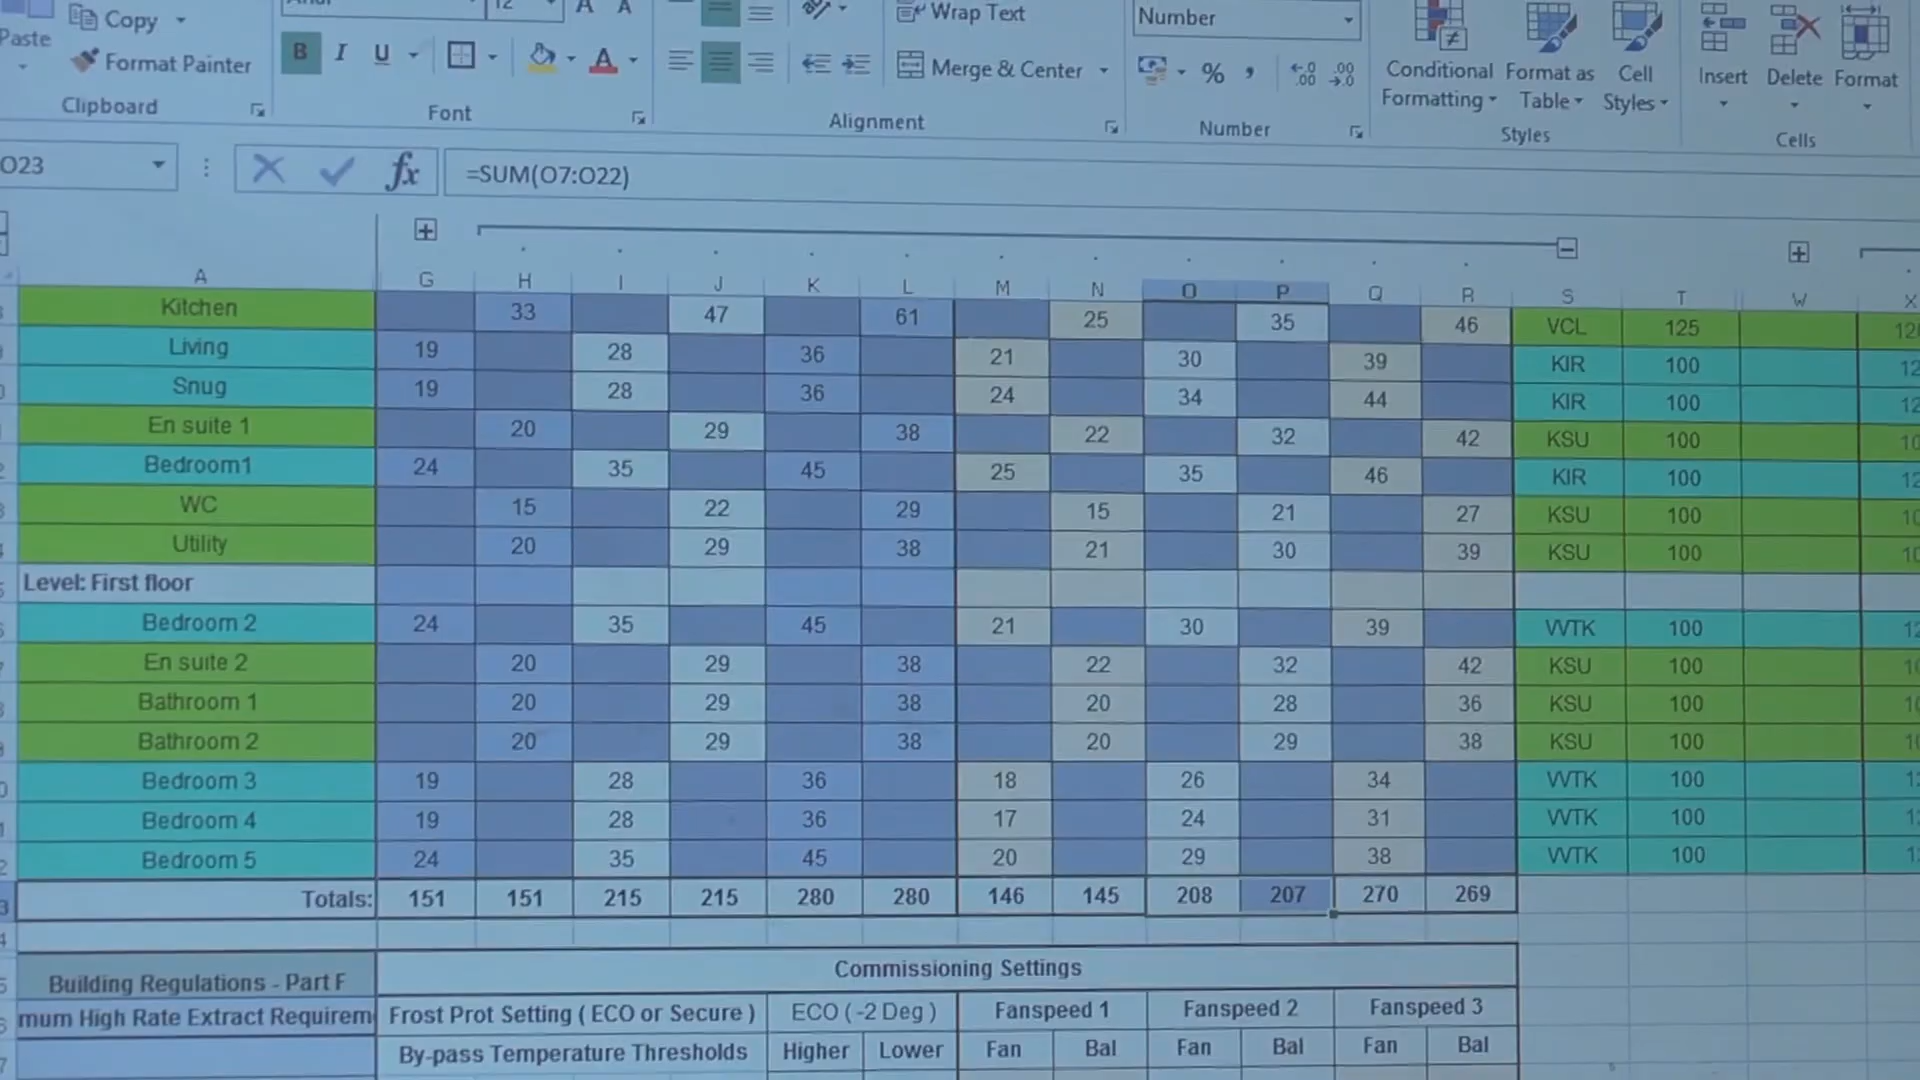 Paste
Copy
Format Painter
Clipboard
12
A A
B I U
A
Font
Wrap Text
Merge & Center
Alignment
Number
% ,
Number
Conditional Formatting
Format as Table
Cell Styles
Styles
Insert
Delete
Format
Cells
O23
fx
=SUM(O7:O22)
A G H I J K L M N O P Q R S T W X
Kitchen 33 47 61 25 35 46 VCL 125
Living 19 28 36 21 30 39 KIR 100
Snug 19 28 36 24 34 44 KIR 100
En suite 1 20 29 38 22 32 42 KSU 100
Bedroom1 24 35 45 25 35 46 KIR 100
WC 15 22 29 15 21 27 KSU 100
Utility 20 29 38 21 30 39 KSU 100
Level: First floor
Bedroom 2 24 35 45 21 30 39 VVTK 100
En suite 2 20 29 38 22 32 42 KSU 100
Bathroom 1 20 29 38 20 28 36 KSU 100
Bathroom 2 20 29 38 20 29 38 KSU 100
Bedroom 3 19 28 36 18 26 34 VVTK 100
Bedroom 4 19 28 36 17 24 31 VVTK 100
Bedroom 5 24 35 45 20 29 38 VVTK 100
Totals: 151 151 215 215 280 280 146 145 208 207 270 269
Building Regulations - Part F Commissioning Settings
mum High Rate Extract Requirem Frost Prot Setting ( ECO or Secure ) ECO ( -2 Deg ) Fanspeed 1 Fanspeed 2 Fanspeed 3
By-pass Temperature Thresholds Higher Lower Fan Bal Fan Bal Fan Bal